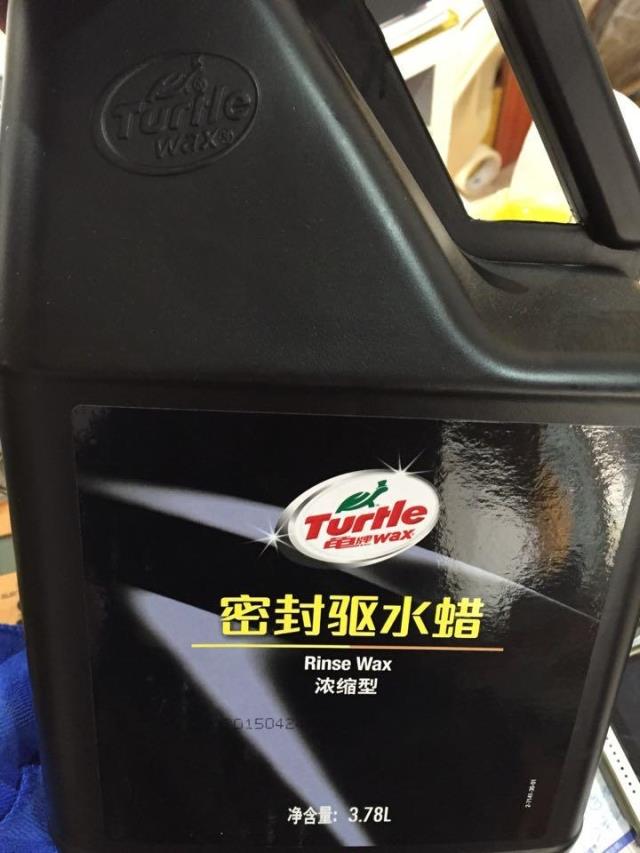 Turtle
wax®
Turtle
龟牌wax
密封驱水蜡
Rinse Wax
浓缩型
净含量: 3.78L